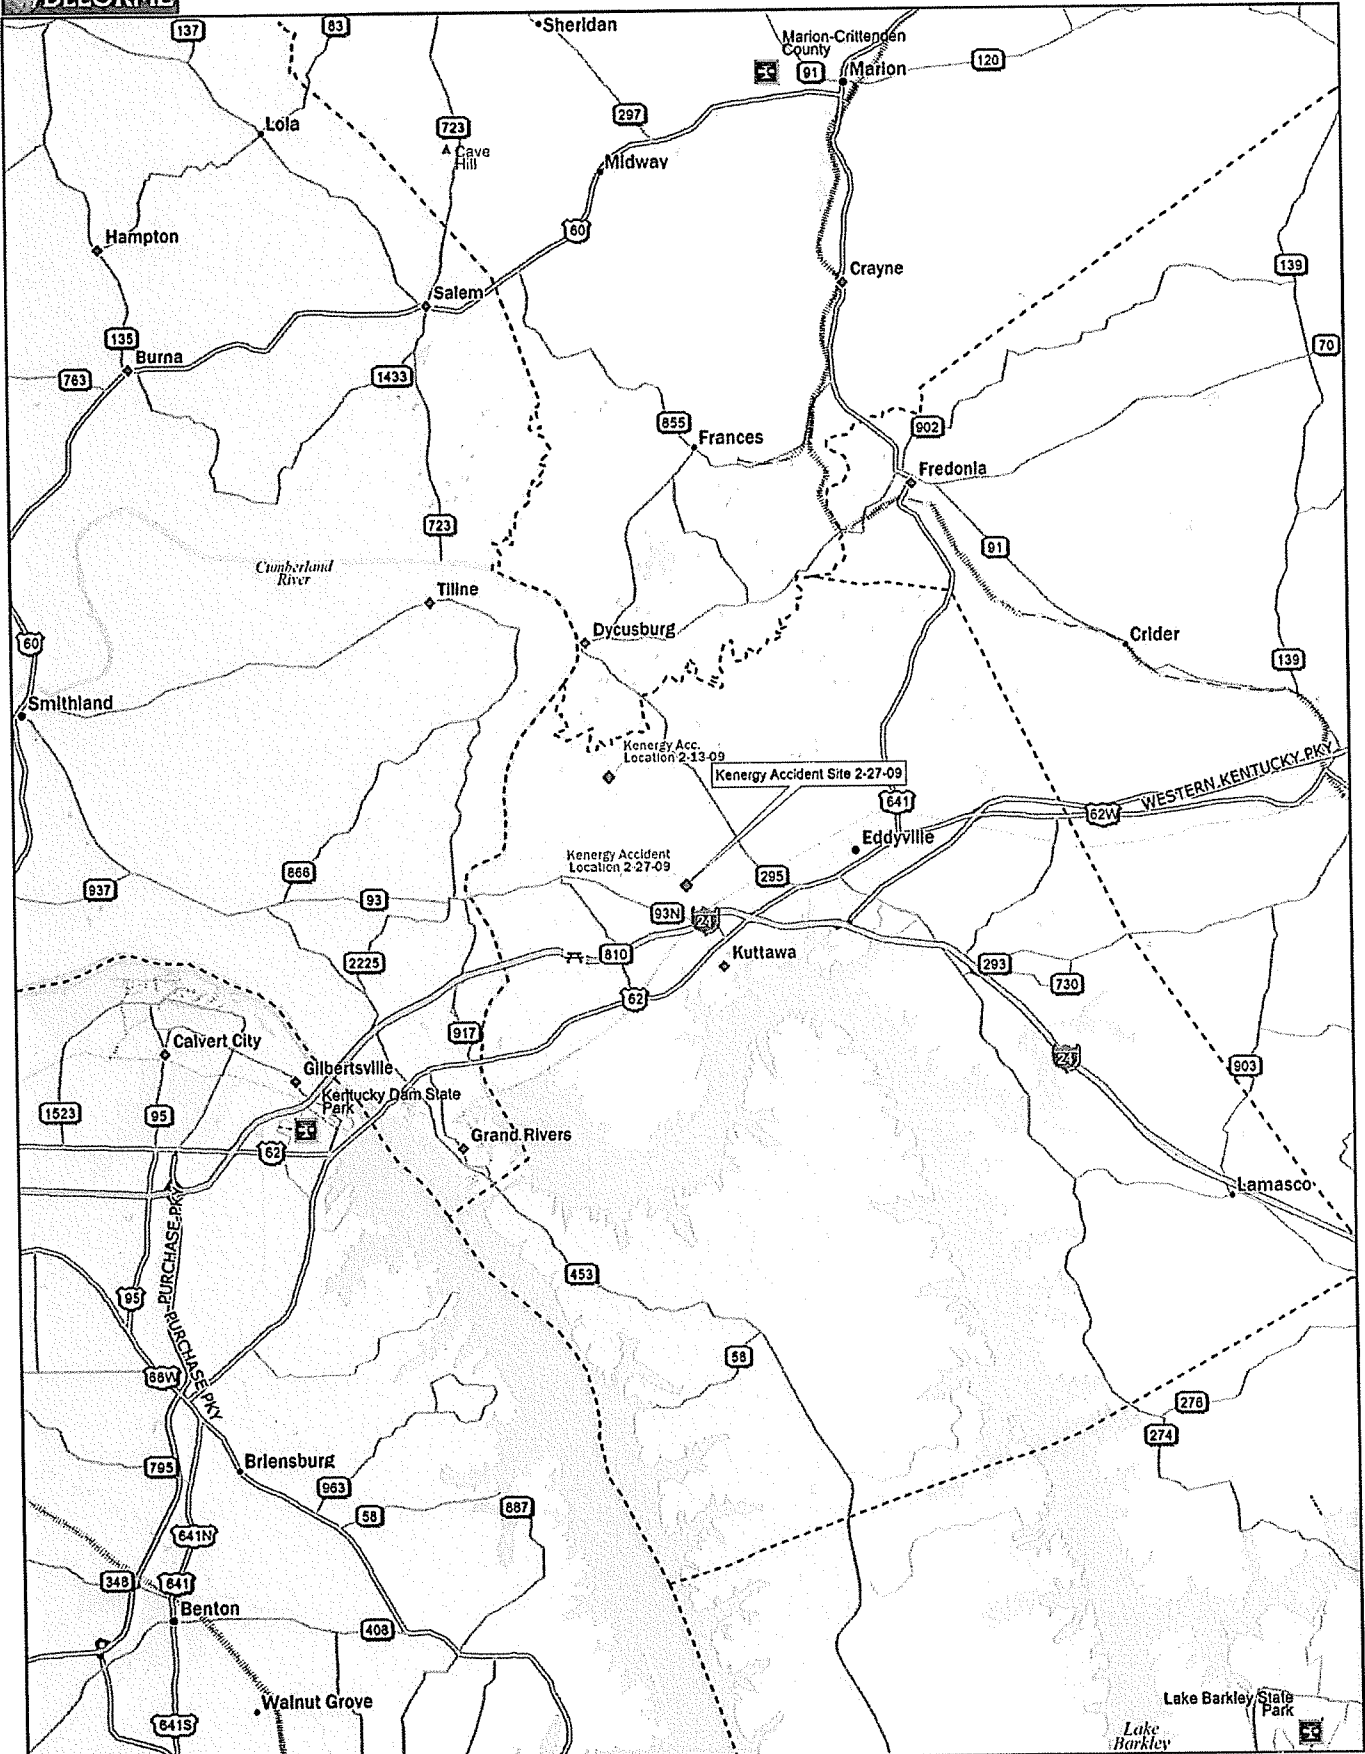 DELORME
137
83
Sheridan
Marion-Crittenden
County
91
Marion
120
297
Lola
723
Cave
Hill
Midway
60
Hampton
Crayne
139
Salem
135
Burna
763
1433
70
855
Frances
902
Fredonia
723
91
Cumberland
River
Tiline
60
Dycusburg
Crider
139
Smithland
Kenergy Acc.
Location 2-13-09
Kenergy Accident Site 2-27-09
WESTERN KENTUCKY PKY
641
62W
Eddyville
Kenergy Accident
Location 2-27-09
866
295
937
93
93N
24
2225
810
Kuttawa
293
730
62
917
Calvert City
24
Gilbertsville
903
Kentucky Dam State
Park
1523
95
Grand Rivers
62
Lamasco
PURCHASE PKY
453
95
PURCHASE PKY
58
68W
276
274
795
Briensburg
963
58
887
641N
348
641
Benton
408
Walnut Grove
641S
Lake Barkley State
Park
Lake
Barkley